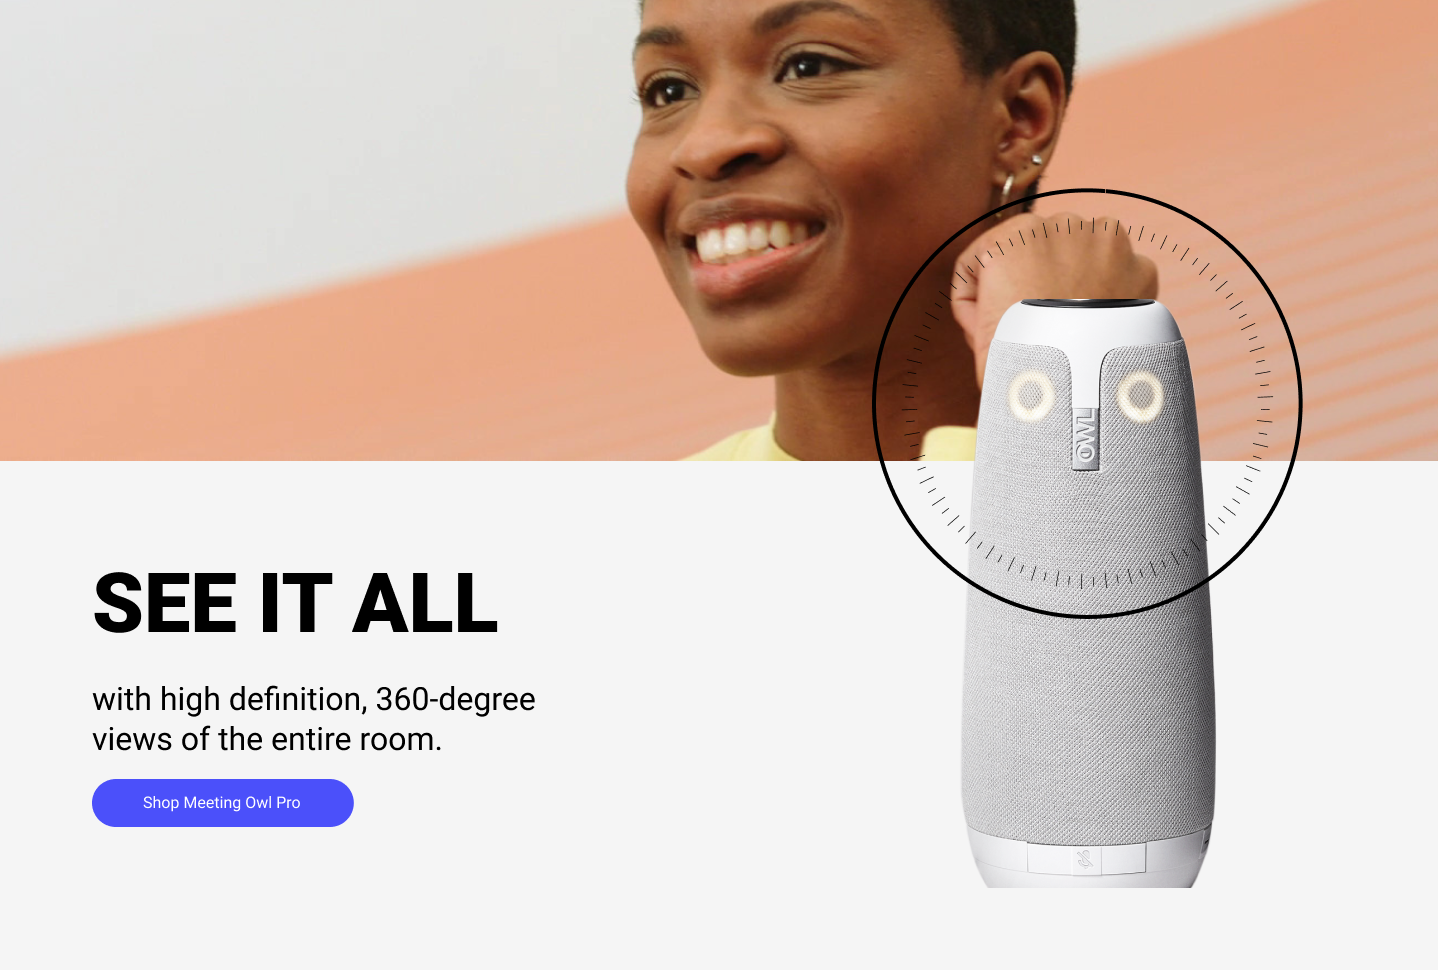 OWL
SEE IT ALL
with high definition, 360-degree
views of the entire room.
Shop Meeting Owl Pro